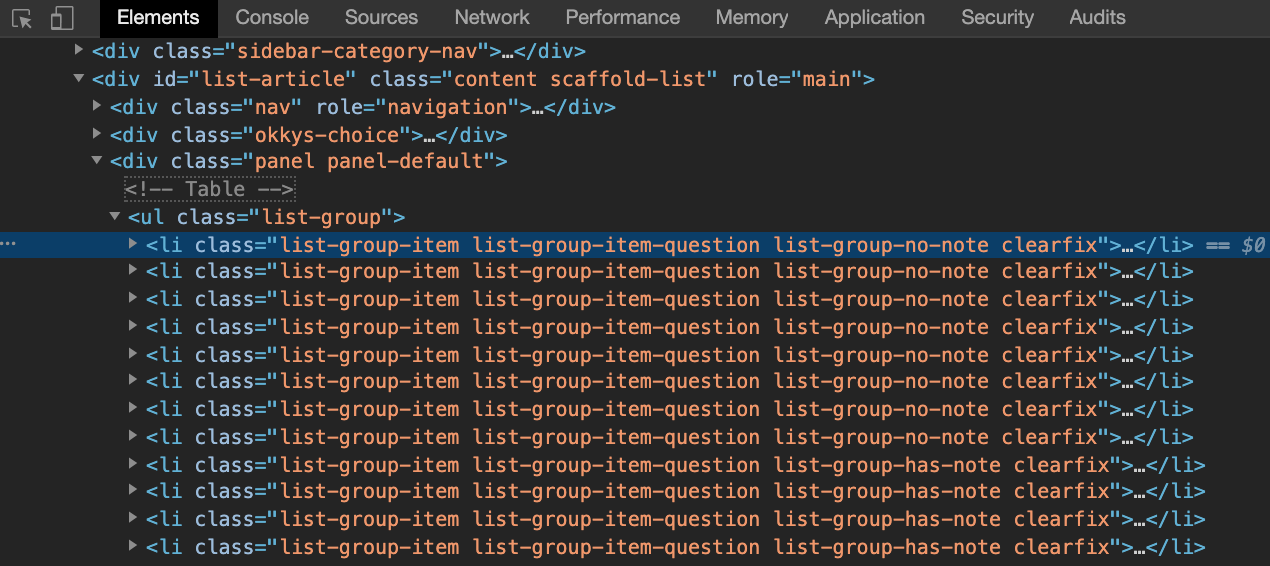 Elements Console Sources Network Performance Memory Application Security Audits
<div class="sidebar-category-nav">…</div>
<div id="list-article" class="content scaffold-list" role="main">
<div class="nav" role="navigation">…</div>
<div class="okkys-choice">…</div>
<div class="panel panel-default">
<!-- Table -->
<ul class="list-group">
… <li class="list-group-item list-group-item-question list-group-no-note clearfix">…</li> == $0
<li class="list-group-item list-group-item-question list-group-no-note clearfix">…</li>
<li class="list-group-item list-group-item-question list-group-no-note clearfix">…</li>
<li class="list-group-item list-group-item-question list-group-no-note clearfix">…</li>
<li class="list-group-item list-group-item-question list-group-no-note clearfix">…</li>
<li class="list-group-item list-group-item-question list-group-no-note clearfix">…</li>
<li class="list-group-item list-group-item-question list-group-no-note clearfix">…</li>
<li class="list-group-item list-group-item-question list-group-no-note clearfix">…</li>
<li class="list-group-item list-group-item-question list-group-has-note clearfix">…</li>
<li class="list-group-item list-group-item-question list-group-has-note clearfix">…</li>
<li class="list-group-item list-group-item-question list-group-has-note clearfix">…</li>
<li class="list-group-item list-group-item-question list-group-has-note clearfix">…</li>